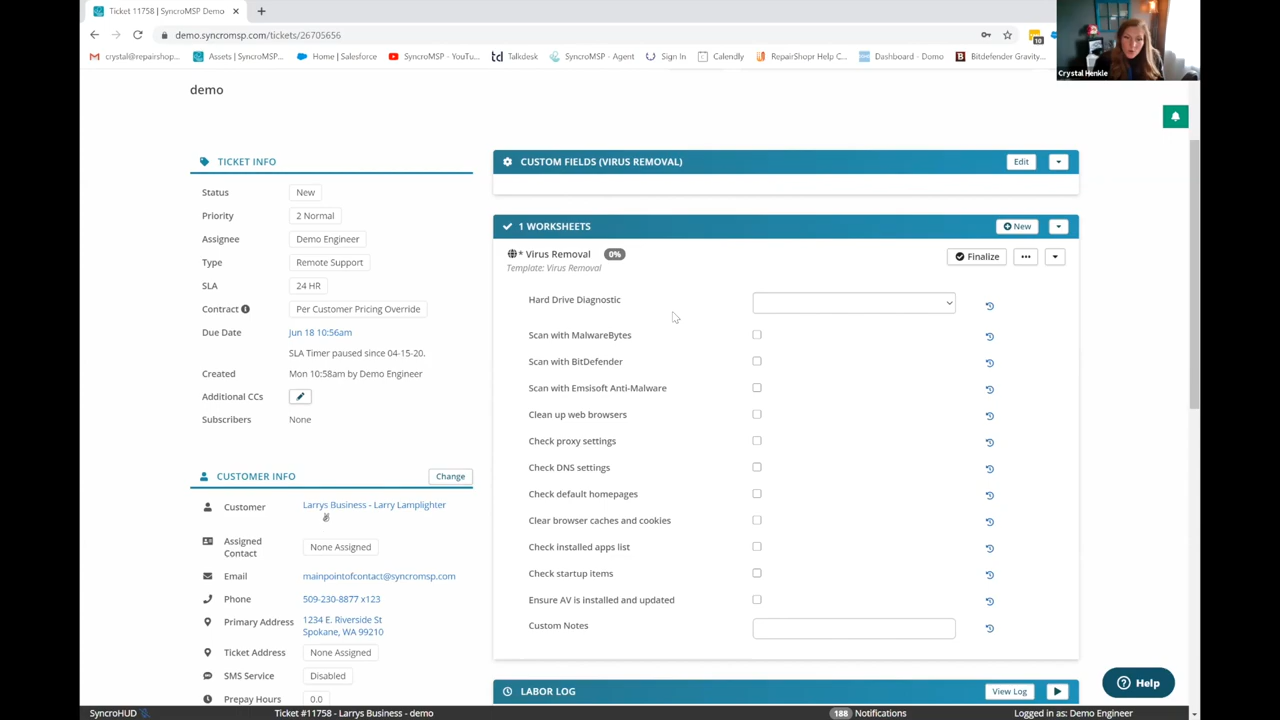 Ticket 11758 | SyncroMSP Demo
demo.syncromsp.com/tickets/26705656
10
crystal@repairshop...
Assets | SyncroMSP...
Home | Salesforce
SyncroMSP - YouTu...
Talkdesk
SyncroMSP - Agent
Sign In
Calendly
RepairShopr Help C...
Dashboard - Domo
Bitdefender Gravity...
Crystal Henkle
demo
TICKET INFO
Status New
Priority 2 Normal
Assignee Demo Engineer
Type Remote Support
SLA 24 HR
Contract Per Customer Pricing Override
Due Date Jun 18 10:56am
SLA Timer paused since 04-15-20.
Created Mon 10:58am by Demo Engineer
Additional CCs
Subscribers None
CUSTOMER INFO Change
Customer Larrys Business - Larry Lamplighter
Assigned Contact None Assigned
Email mainpointofcontact@syncromsp.com
Phone 509-230-8877 x123
Primary Address 1234 E. Riverside St
Spokane, WA 99210
Ticket Address None Assigned
SMS Service Disabled
Prepay Hours 0.0
CUSTOM FIELDS (VIRUS REMOVAL) Edit
1 WORKSHEETS New
* Virus Removal 0%
Template: Virus Removal
Finalize
Hard Drive Diagnostic
Scan with MalwareBytes
Scan with BitDefender
Scan with Emsisoft Anti-Malware
Clean up web browsers
Check proxy settings
Check DNS settings
Check default homepages
Clear browser caches and cookies
Check installed apps list
Check startup items
Ensure AV is installed and updated
Custom Notes
LABOR LOG View Log
Help
SyncroHUD
Ticket #11758 - Larrys Business - demo
188 Notifications
Logged in as: Demo Engineer